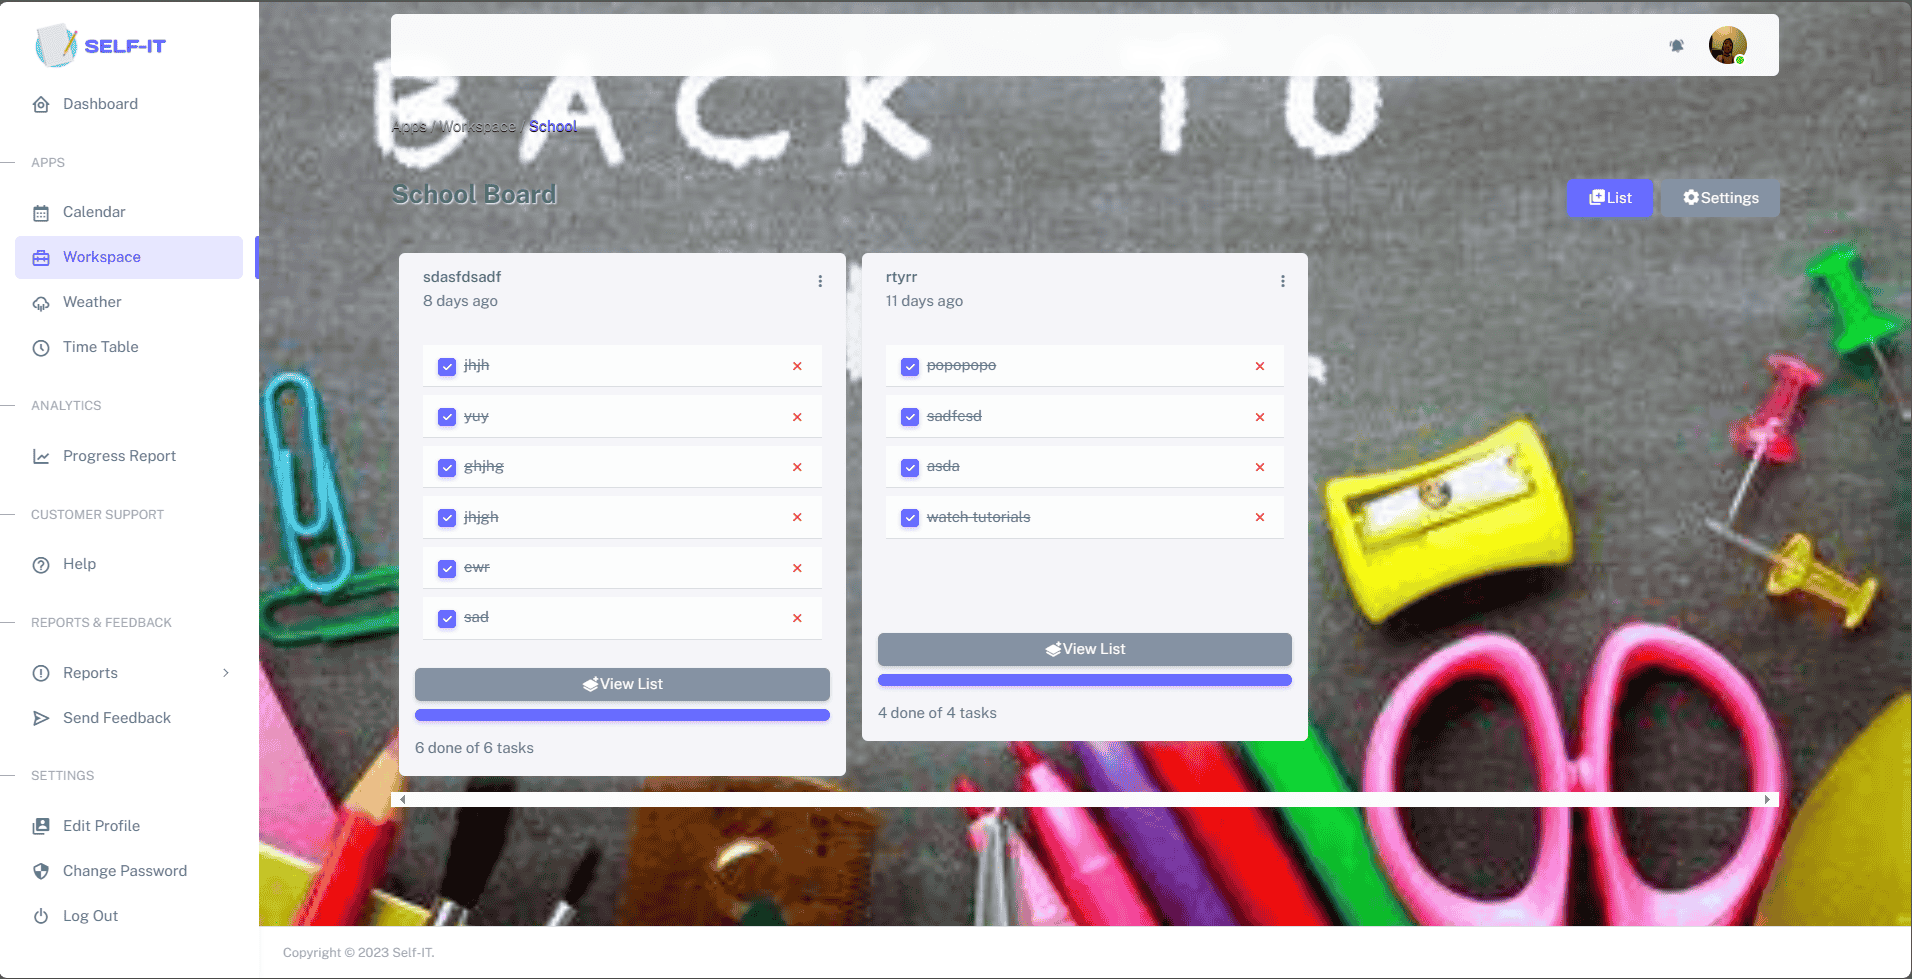 SELF-IT
Dashboard
APPS
Calendar
Workspace
Weather
Time Table
ANALYTICS
Progress Report
CUSTOMER SUPPORT
Help
REPORTS & FEEDBACK
Reports
Send Feedback
SETTINGS
Edit Profile
Change Password
Log Out
BACK TO
Apps / Workspace / School
School Board
List
Settings
sdasfdsadf
8 days ago
jhjh
yuy
ghjhg
jhjgh
ewr
sad
View List
6 done of 6 tasks
rtyrr
11 days ago
popopopo
sadfesd
asda
watch tutorials
View List
4 done of 4 tasks
Copyright © 2023 Self-IT.